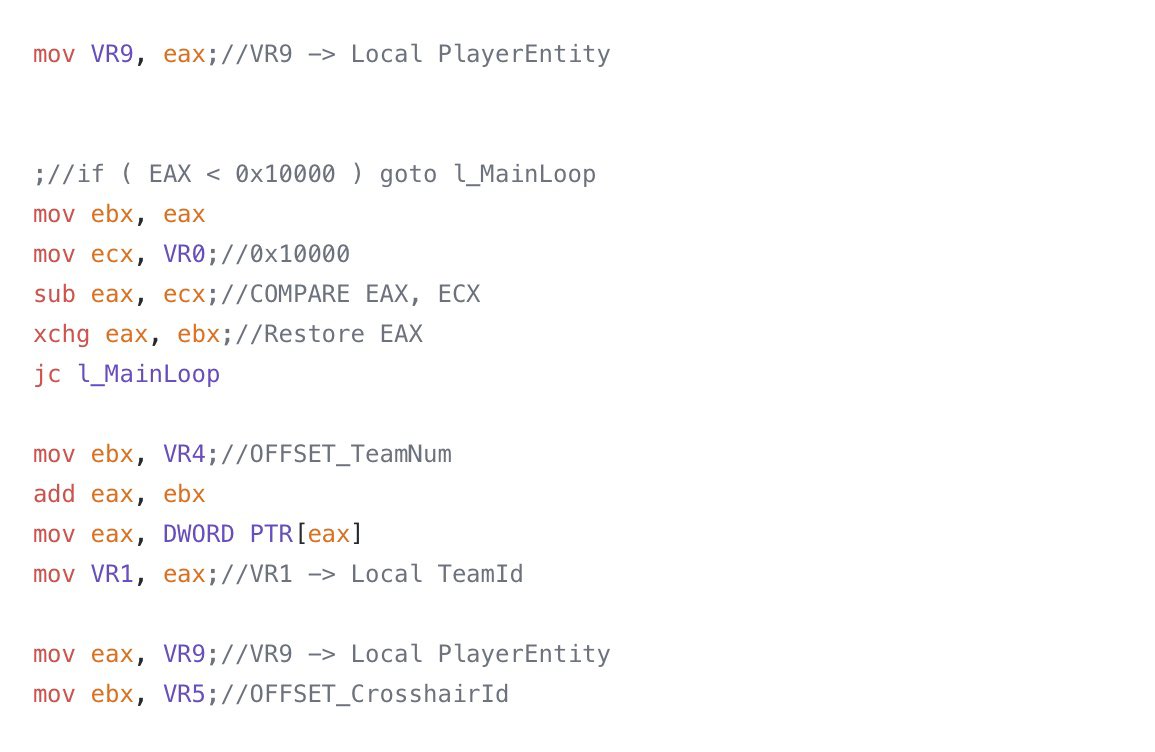 mov VR9, eax;//VR9 −> Local PlayerEntity
;//if ( EAX < 0x10000 ) goto l_MainLoop
mov ebx, eax
mov ecx, VR0;//0x10000
sub eax, ecx;//COMPARE EAX, ECX
xchg eax, ebx;//Restore EAX
jc l_MainLoop
mov ebx, VR4;//OFFSET_TeamNum
add eax, ebx
mov eax, DWORD PTR[eax]
mov VR1, eax;//VR1 −> Local TeamId
mov eax, VR9;//VR9 −> Local PlayerEntity
mov ebx, VR5;//OFFSET_CrosshairId